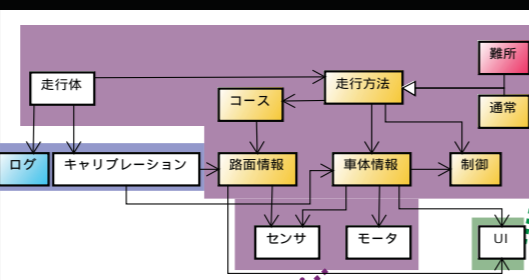 難所
走行体
走行方法
コース
通常
ログ
キャリブレーション
路面情報
車体情報
制御
センサ
モータ
UI